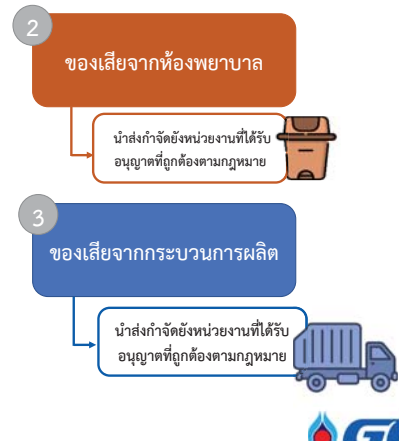 2
ของเสียจากห้องพยาบาล
นำส่งกำจัดยังหน่วยงานที่ได้รับ
อนุญาตที่ถูกต้องตามกฎหมาย
3
ของเสียจากกระบวนการผลิต
นำส่งกำจัดยังหน่วยงานที่ได้รับ
อนุญาตที่ถูกต้องตามกฎหมาย